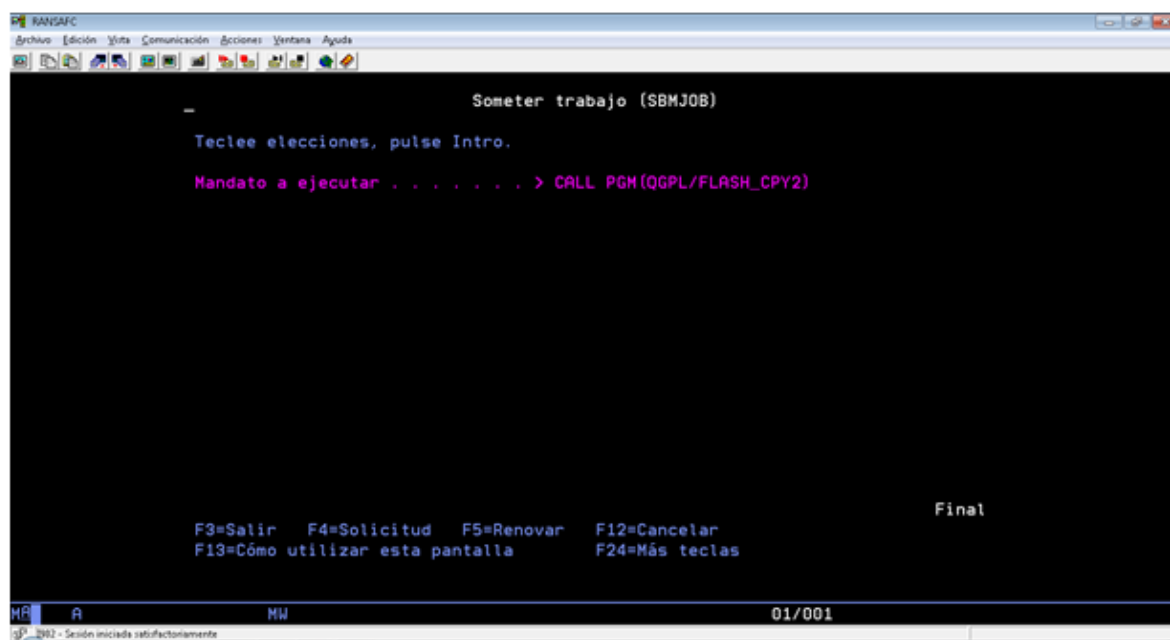 RANSAFC
Archivo Edición Vista Comunicación Acciones Ventana Ayuda
Someter trabajo (SBMJOB)
Teclee elecciones, pulse Intro.
Mandato a ejecutar . . . . . . . > CALL PGM(QGPL/FLASH_CPY2)
Final
F3=Salir F4=Solicitud F5=Renovar F12=Cancelar
F13=Cómo utilizar esta pantalla F24=Más teclas
MA A MW 01/001
1902 - Sesión iniciada satisfactoriamente